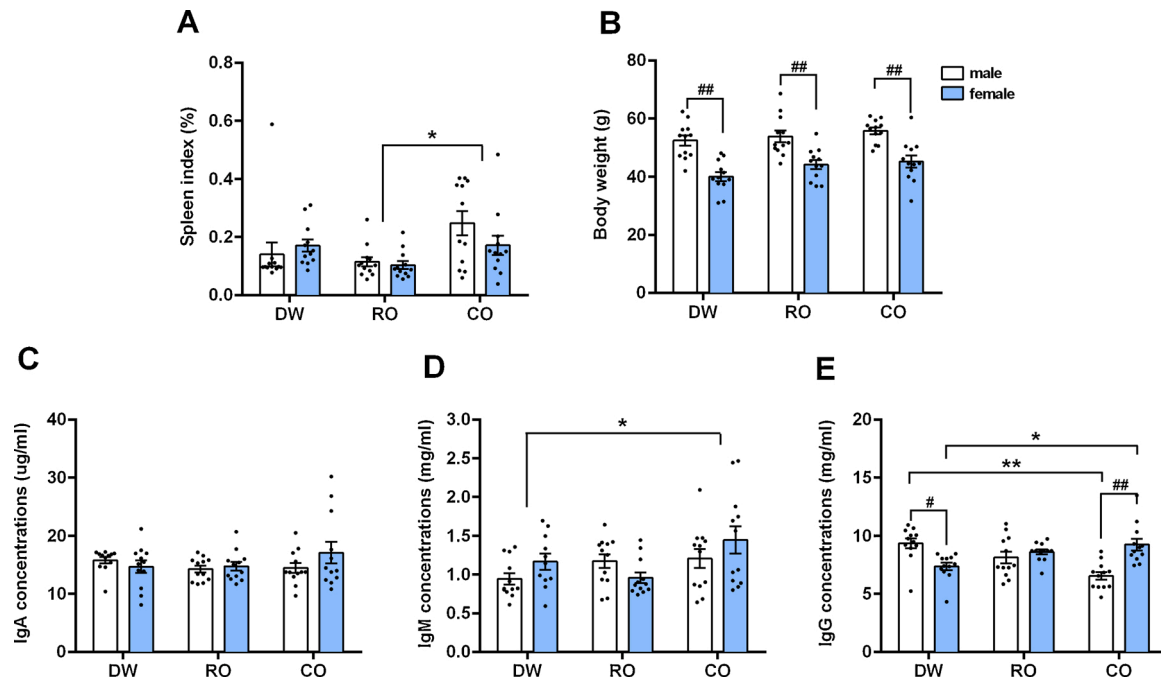 A
Spleen index (%)
0.8
0.6
0.4
0.2
0.0
*
DW RO CO
B
Body weight (g)
80
60
40
20
0
## ## ##
DW RO CO
male
female
C
IgA concentrations (ug/ml)
40
30
20
10
0
DW RO CO
D
IgM concentrations (mg/ml)
3.0
2.5
2.0
1.5
1.0
0.5
0.0
*
DW RO CO
E
IgG concentrations (mg/ml)
20
15
10
5
0
*
**
# ##
DW RO CO